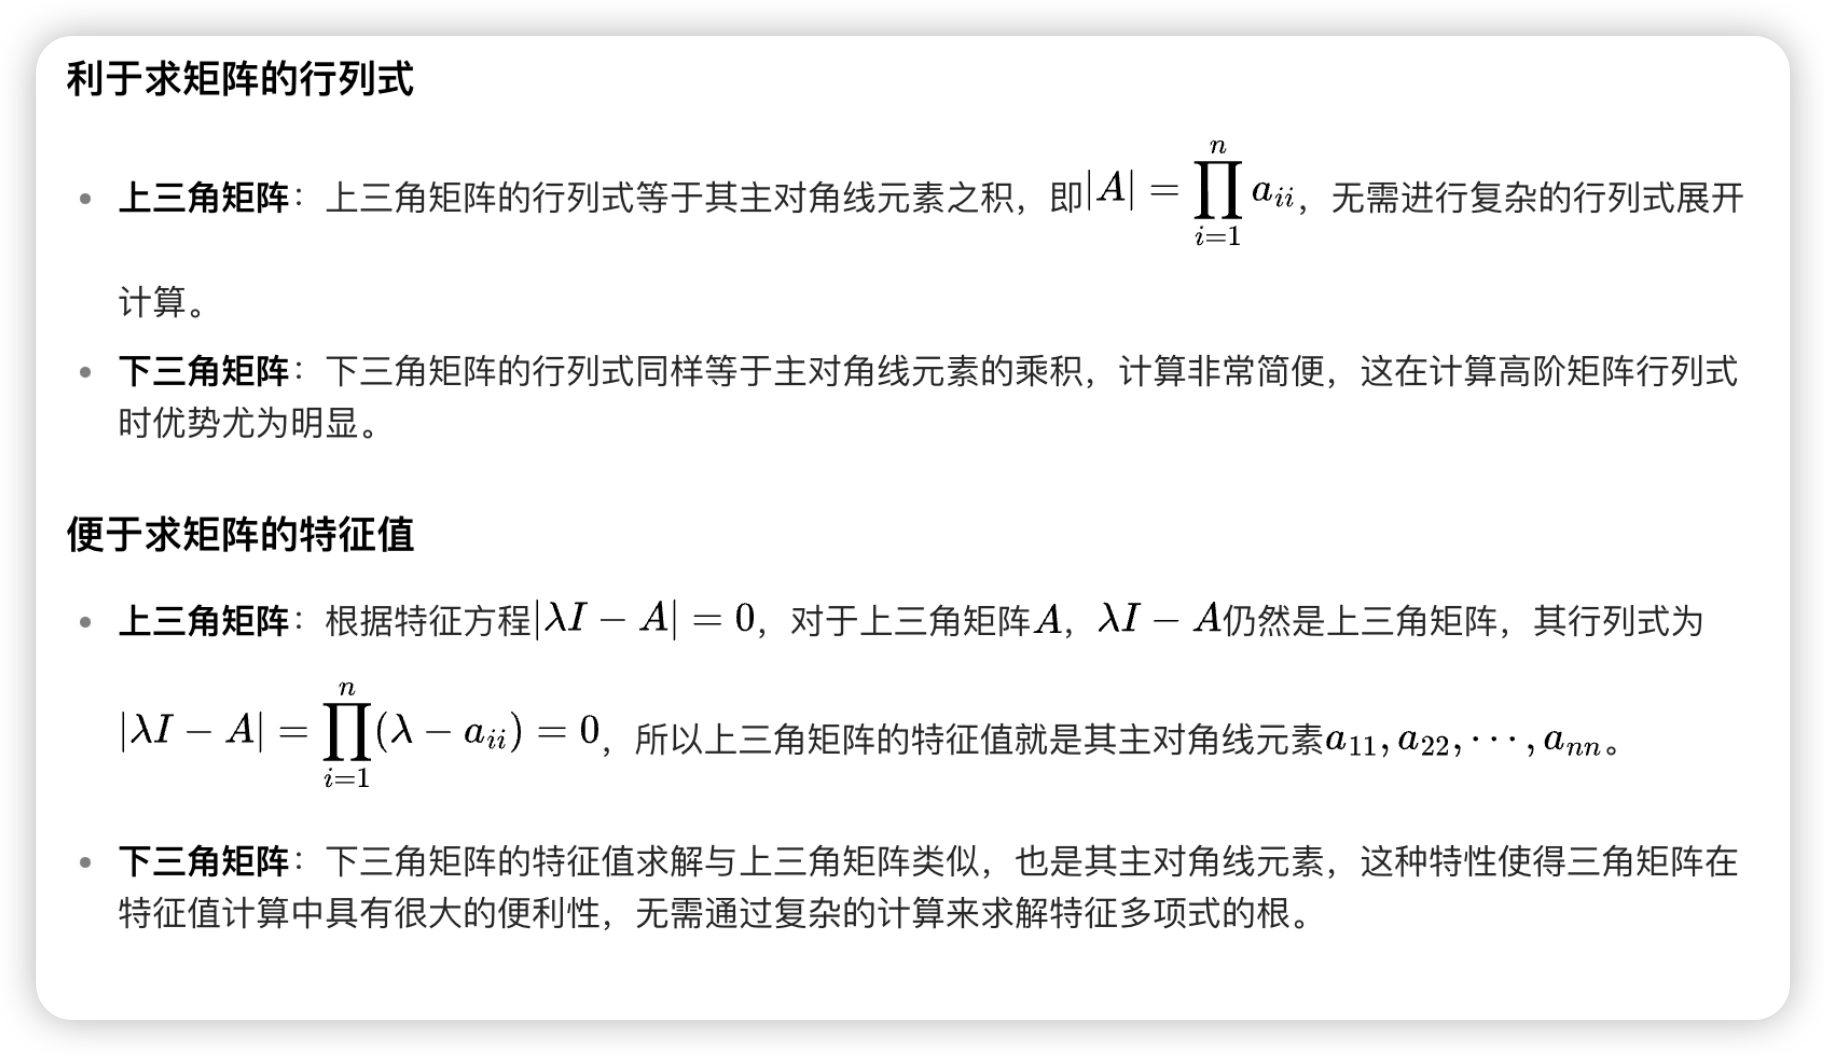 利于求矩阵的行列式
• 上三角矩阵：上三角矩阵的行列式等于其主对角线元素之积，即$|A| = \prod_{i=1}^{n} a_{ii}$，无需进行复杂的行列式展开
计算。
• 下三角矩阵：下三角矩阵的行列式同样等于主对角线元素的乘积，计算非常简便，这在计算高阶矩阵行列式
时优势尤为明显。
便于求矩阵的特征值
• 上三角矩阵：根据特征方程$|\lambda I - A| = 0$，对于上三角矩阵$A$，$\lambda I - A$仍然是上三角矩阵，其行列式为
$|\lambda I - A| = \prod_{i=1}^{n} (\lambda - a_{ii}) = 0$，所以上三角矩阵的特征值就是其主对角线元素$a_{11}, a_{22}, \cdots, a_{nn}$。
• 下三角矩阵：下三角矩阵的特征值求解与上三角矩阵类似，也是其主对角线元素，这种特性使得三角矩阵在
特征值计算中具有很大的便利性，无需通过复杂的计算来求解特征多项式的根。